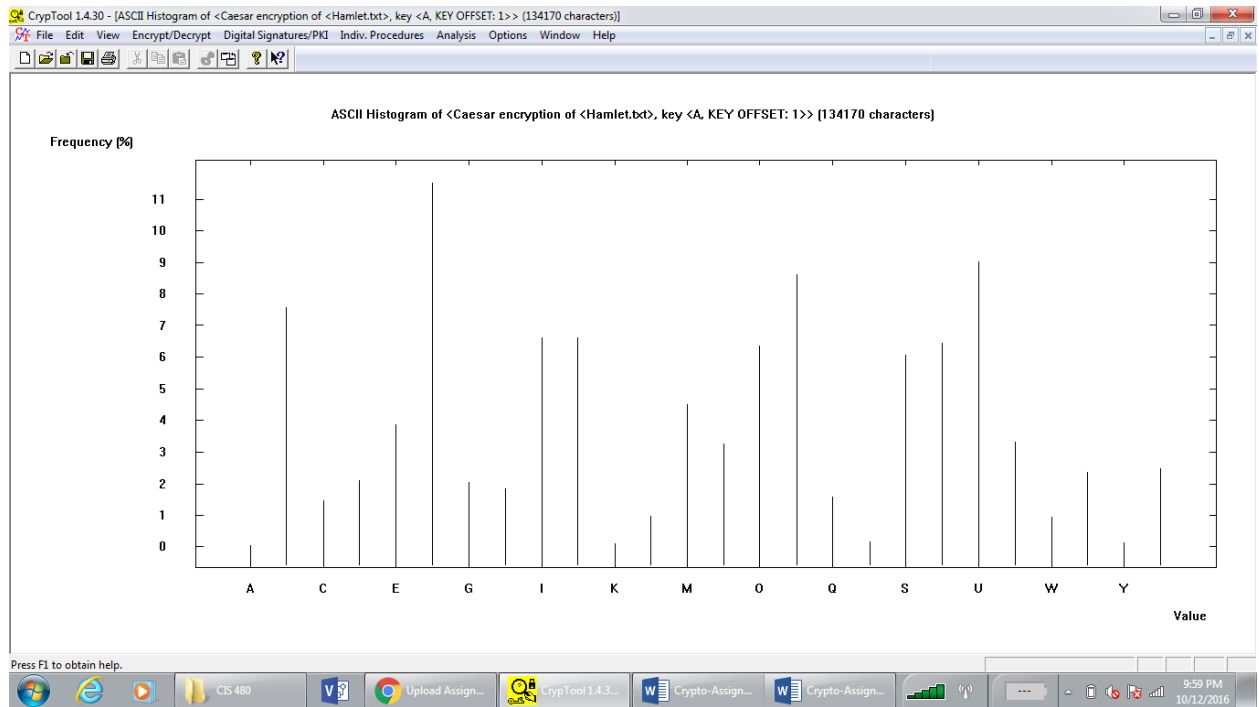 CrypTool 1.4.30 - [ASCII Histogram of <Caesar encryption of <Hamlet.txt>, key <A, KEY OFFSET: 1>> (134170 characters)]
File Edit View Encrypt/Decrypt Digital Signatures/PKI Indiv. Procedures Analysis Options Window Help
ASCII Histogram of <Caesar encryption of <Hamlet.txt>, key <A, KEY OFFSET: 1>> (134170 characters)
Frequency (%)
11
10
9
8
7
6
5
4
3
2
1
0
A C E G I K M O Q S U W Y
Value
Press F1 to obtain help.
CIS 480 Upload Assign... CrypTool 1.4.3... Crypto-Assign... Crypto-Assign... 9:59 PM
10/12/2016